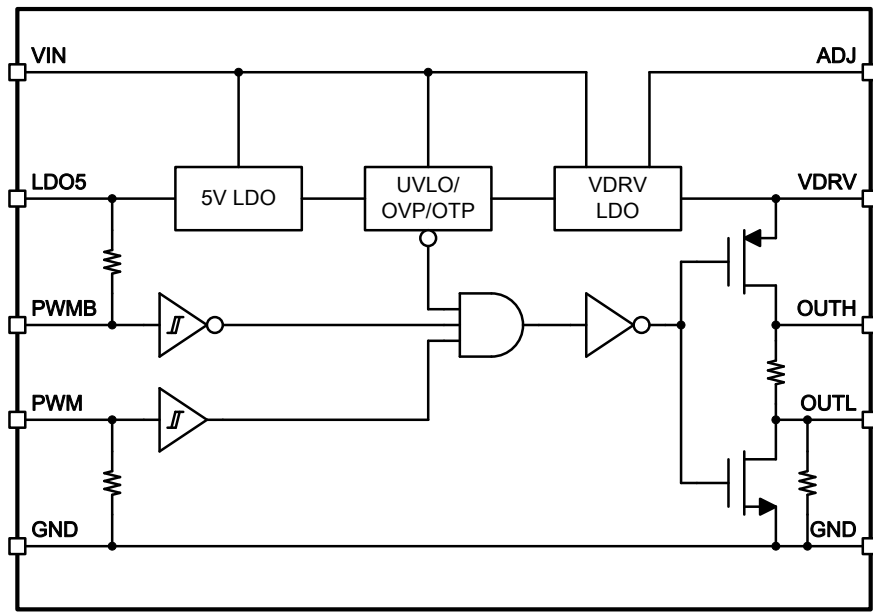 VIN
ADJ
LDO5
5V LDO
UVLO/
OVP/OTP
VDRV
LDO
VDRV
PWMB
OUTH
PWM
OUTL
GND
GND